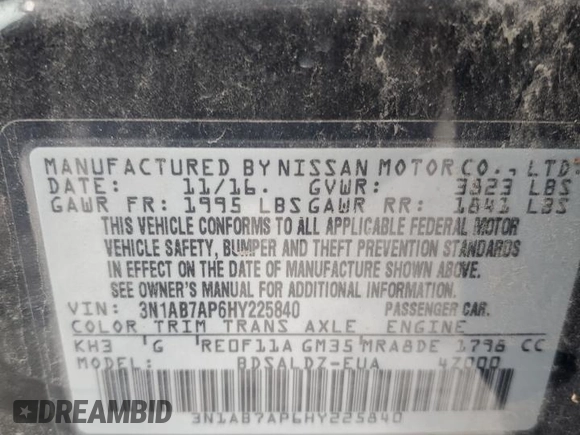 MANUFACTURED BY NISSAN MOTOR CO., LTD.
DATE: 11/16. GVWR: 3823 LBS
GAWR FR: 1995 LBS GAWR RR: 1841 LBS
THIS VEHICLE CONFORMS TO ALL APPLICABLE FEDERAL MOTOR
VEHICLE SAFETY, BUMPER AND THEFT PREVENTION STANDARDS
IN EFFECT ON THE DATE OF MANUFACTURE SHOWN ABOVE.
SEE OWNER'S MANUAL FOR ADDITIONAL INFORMATION.
VIN: 3N1AB7AP6HY225840 PASSENGER CAR.
COLOR TRIM TRANS AXLE ENGINE
KH3 G RE0F11A GM35 MRA8DE 1798 CC
MODEL: BDSALDZ-EUA 4Z000
3N1AB7AP6HY225840